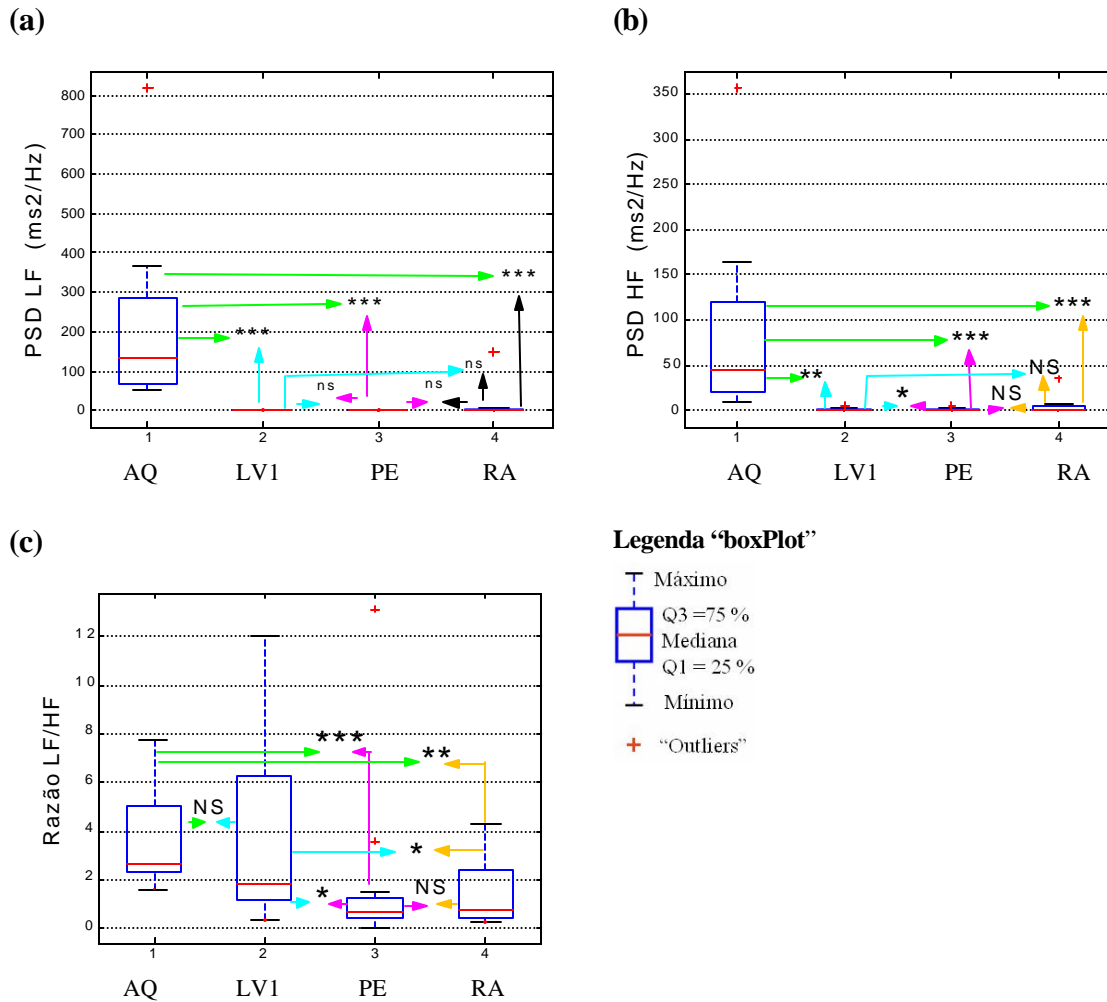 (a)
PSD LF (ms2/Hz)
800
700
600
500
400
300
200
100
0
***
***
***
ns
ns
ns
1
2
3
4
AQ
LV1
PE
RA
(b)
PSD HF (ms2/Hz)
350
300
250
200
150
100
50
0
***
***
**
NS
*
NS
1
2
3
4
AQ
LV1
PE
RA
(c)
Razão LF/HF
12
10
8
6
4
2
0
***
**
NS
*
*
NS
1
2
3
4
AQ
LV1
PE
RA
Legenda “boxPlot”
Máximo
Q3 =75 %
Mediana
Q1 = 25 %
Mínimo
“Outliers”